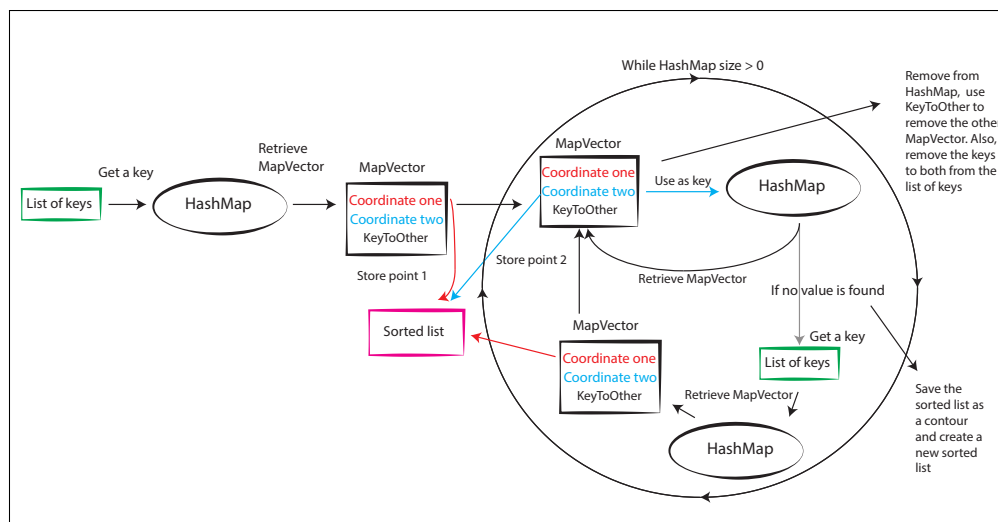 While HashMap size > 0
Remove from
HashMap, use
KeyToOther to
remove the other
MapVector. Also,
remove the keys
to both from the
list of keys
Get a key
Retrieve
MapVector
MapVector
MapVector
List of keys
HashMap
Coordinate one
Coordinate two
KeyToOther
Coordinate one
Coordinate two
KeyToOther
Use as key
HashMap
Store point 1
Store point 2
Retrieve MapVector
If no value is found
Sorted list
MapVector
Get a key
Coordinate one
Coordinate two
KeyToOther
List of keys
Retrieve MapVector
HashMap
Save the
sorted list as
a contour
and create a
new sorted
list